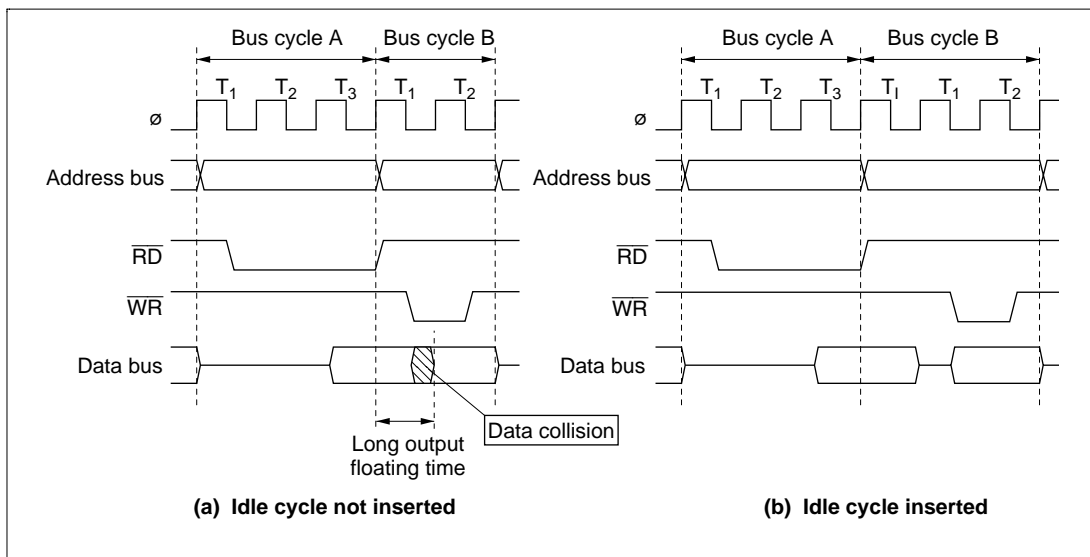 Bus cycle A Bus cycle B
T1 T2 T3 T1 T2
ø
Address bus
RD
WR
Data bus
Data collision
Long output
floating time
(a) Idle cycle not inserted
Bus cycle A Bus cycle B
T1 T2 T3 TI T1 T2
ø
Address bus
RD
WR
Data bus
(b) Idle cycle inserted